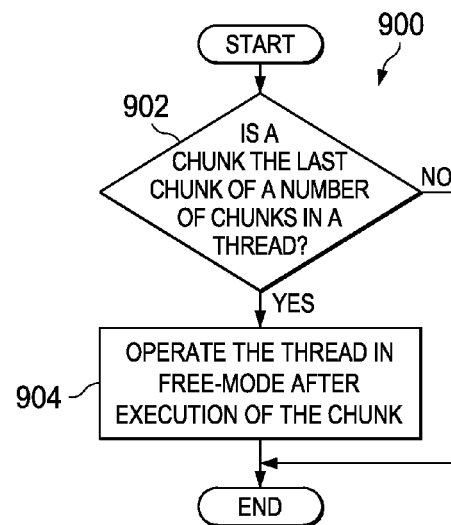 START
900
902
IS A
CHUNK THE LAST
CHUNK OF A NUMBER
OF CHUNKS IN A
THREAD?
NO
YES
904
OPERATE THE THREAD IN
FREE-MODE AFTER
EXECUTION OF THE CHUNK
END